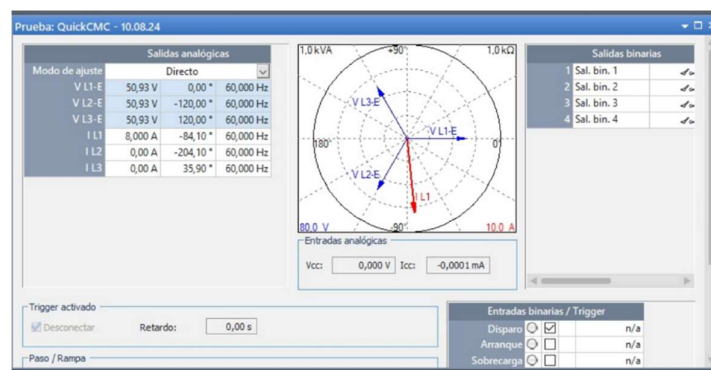 Prueba: QuickCMC - 10.08.24
Salidas analógicas
Modo de ajuste Directo
V L1-E 50,93 V 0,00 ° 60,000 Hz
V L2-E 50,93 V -120,00 ° 60,000 Hz
V L3-E 50,93 V 120,00 ° 60,000 Hz
I L1 8,000 A -84,10 ° 60,000 Hz
I L2 0,00 A -204,10 ° 60,000 Hz
I L3 0,00 A 35,90 ° 60,000 Hz
1,0 kVA +90° 1,0 kΩ
V L3-E
V L1-E
180° 0°
V L2-E
I L1
80.0 V -90° 10.0 A
Entradas analógicas
Vcc: 0,000 V Icc: -0,0001 mA
Salidas binarias
1 Sal. bin. 1
2 Sal. bin. 2
3 Sal. bin. 3
4 Sal. bin. 4
Trigger activado
Desconectar Retardo: 0,00 s
Paso / Rampa
Entradas binarias / Trigger
Disparo n/a
Arranque n/a
Sobrecarga n/a